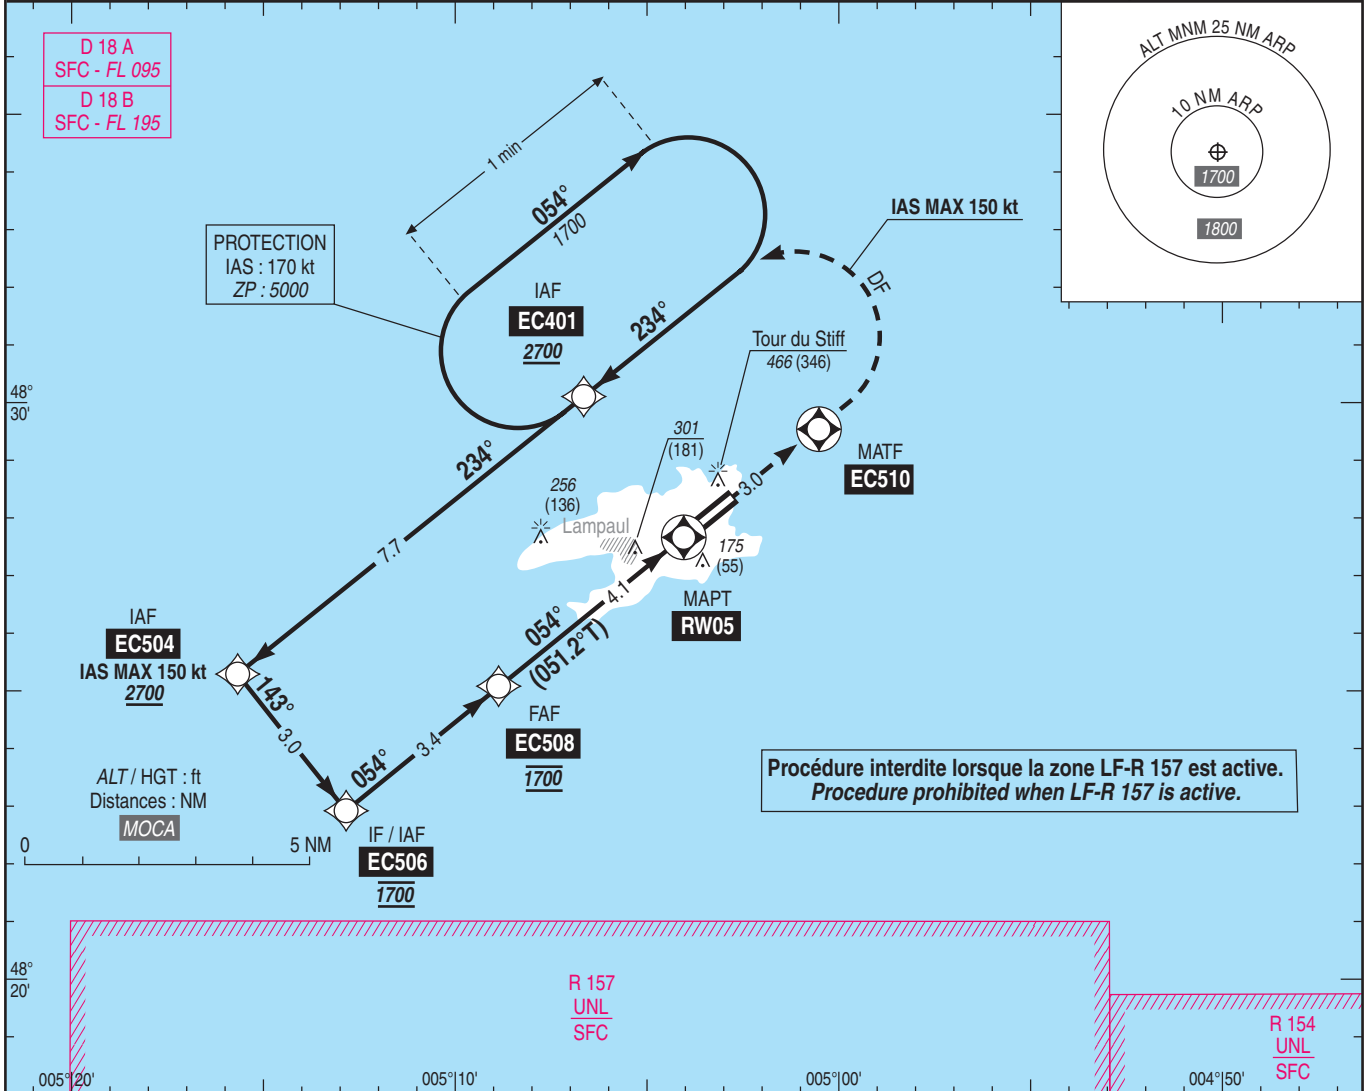 D 18 A
SFC - FL 095
D 18 B
SFC - FL 195
ALT MNM 25 NM ARP
10 NM ARP
1700
1800
1 min
054°
1700
IAS MAX 150 kt
DF
PROTECTION
IAS : 170 kt
ZP : 5000
IAF
EC401
2700
234°
Tour du Stiff
466 (346)
48°
30'
234°
301
(181)
MATF
EC510
3.0
256
(136)
Lampaul
175
(55)
7.7
4.1
MAPT
RW05
IAF
EC504
IAS MAX 150 kt
2700
054°
(051.2°T)
143°
3.0
FAF
EC508
1700
3.4
054°
Procédure interdite lorsque la zone LF-R 157 est active.
Procedure prohibited when LF-R 157 is active.
ALT / HGT : ft
Distances : NM
MOCA
0
5 NM
IF / IAF
EC506
1700
48°
20'
R 157
UNL
SFC
R 154
UNL
SFC
005°20'
005°10'
005°00'
004°50'